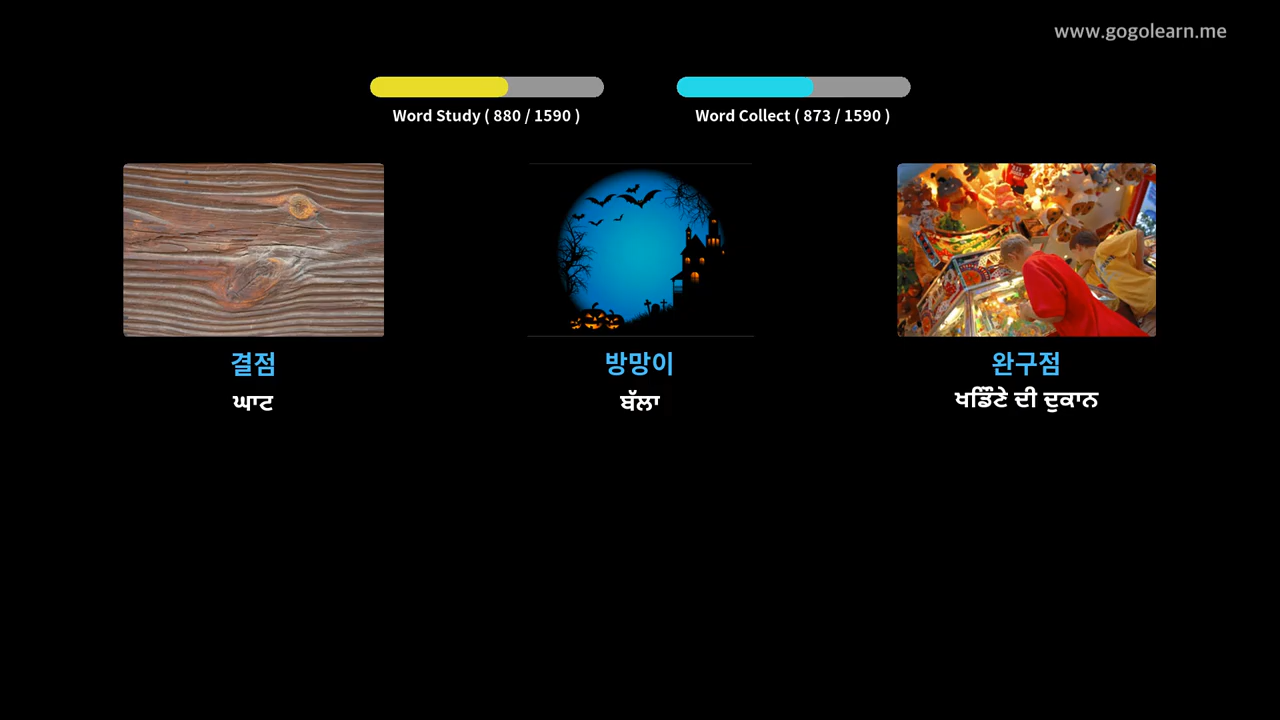 www.gogolearn.me
Word Study ( 880 / 1590 )
Word Collect ( 873 / 1590 )
결점
ਘਾਟ
방망이
ਬੱਲਾ
완구점
ਖਡਿੌਣੇ ਦੀ ਦੁਕਾਨ